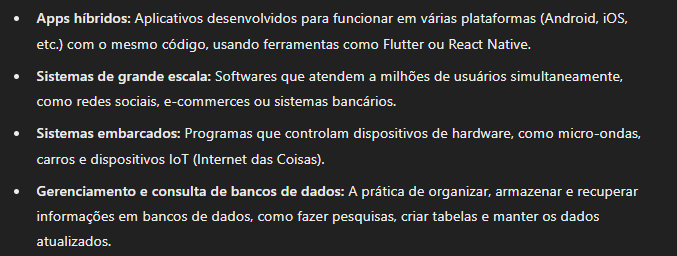 • Apps híbridos: Aplicativos desenvolvidos para funcionar em várias plataformas (Android, iOS,
etc.) com o mesmo código, usando ferramentas como Flutter ou React Native.
• Sistemas de grande escala: Softwares que atendem a milhões de usuários simultaneamente,
como redes sociais, e-commerces ou sistemas bancários.
• Sistemas embarcados: Programas que controlam dispositivos de hardware, como micro-ondas,
carros e dispositivos IoT (Internet das Coisas).
• Gerenciamento e consulta de bancos de dados: A prática de organizar, armazenar e recuperar
informações em bancos de dados, como fazer pesquisas, criar tabelas e manter os dados
atualizados.